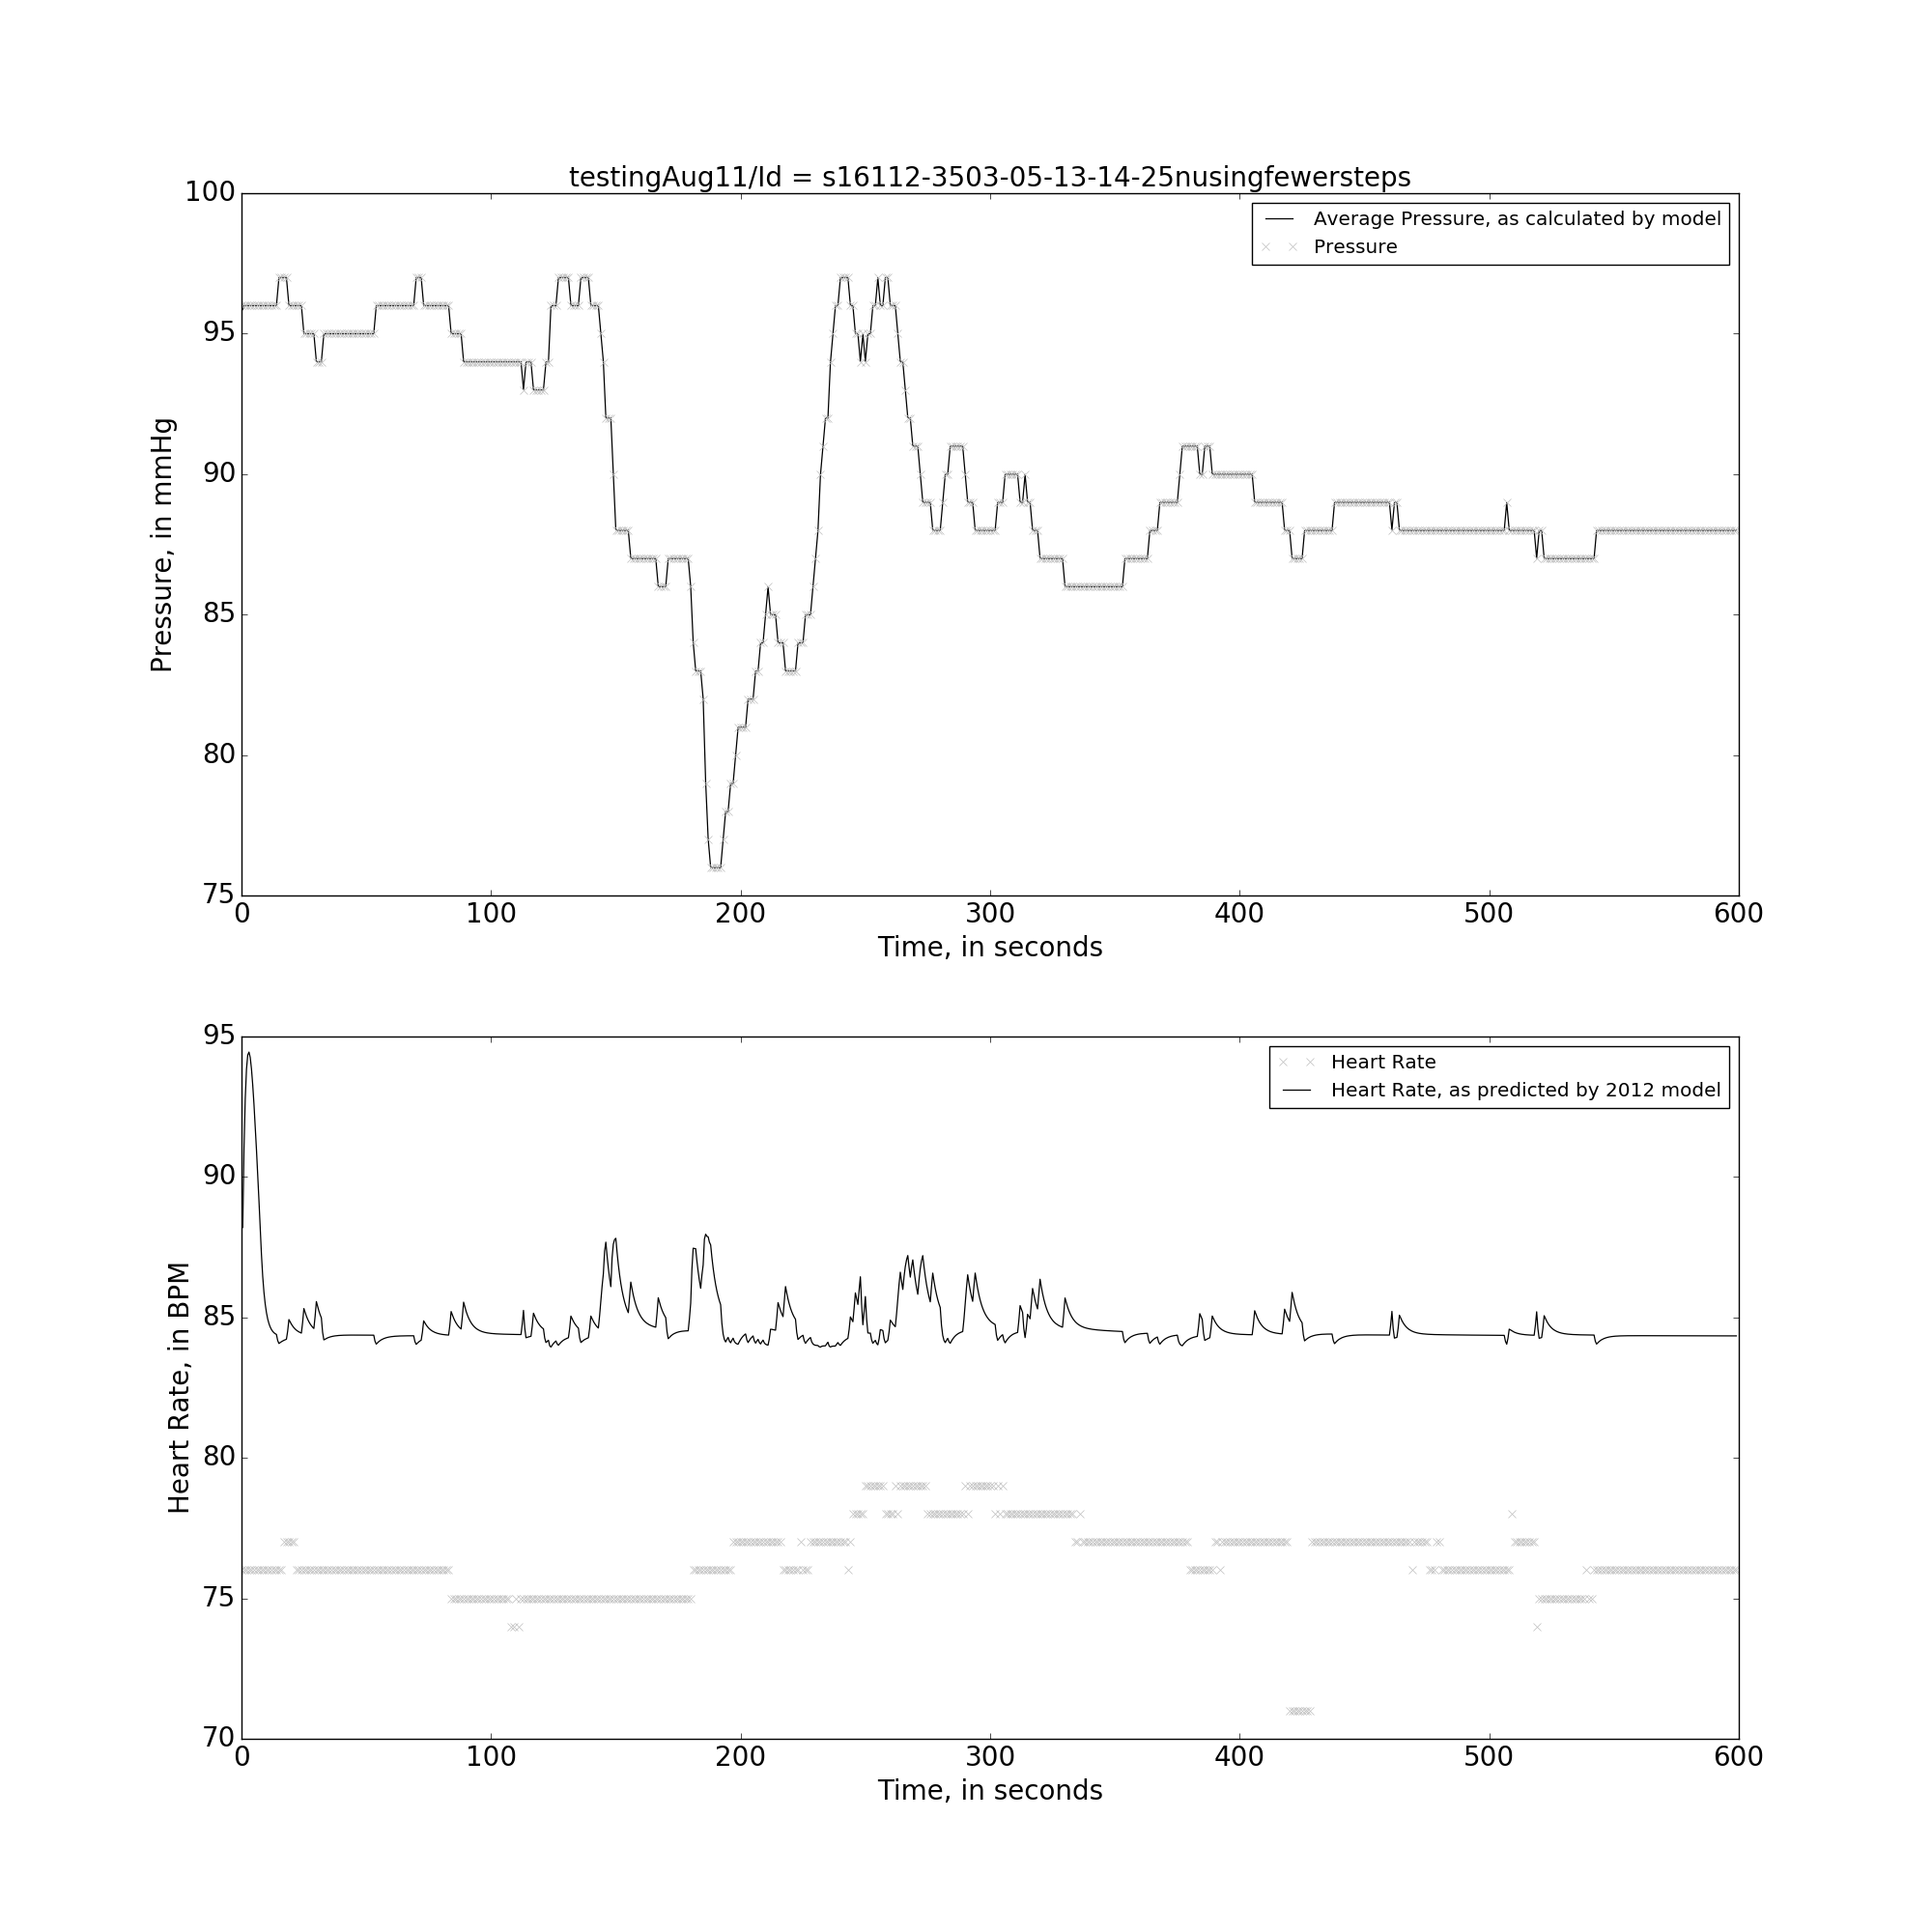 testingAug11/Id = s16112-3503-05-13-14-25nusingfewersteps
100
95
90
85
80
75
Pressure, in mmHg
Average Pressure, as calculated by model
Pressure
0 100 200 300 400 500 600
Time, in seconds
95
90
85
80
75
70
Heart Rate, in BPM
Heart Rate
Heart Rate, as predicted by 2012 model
0 100 200 300 400 500 600
Time, in seconds